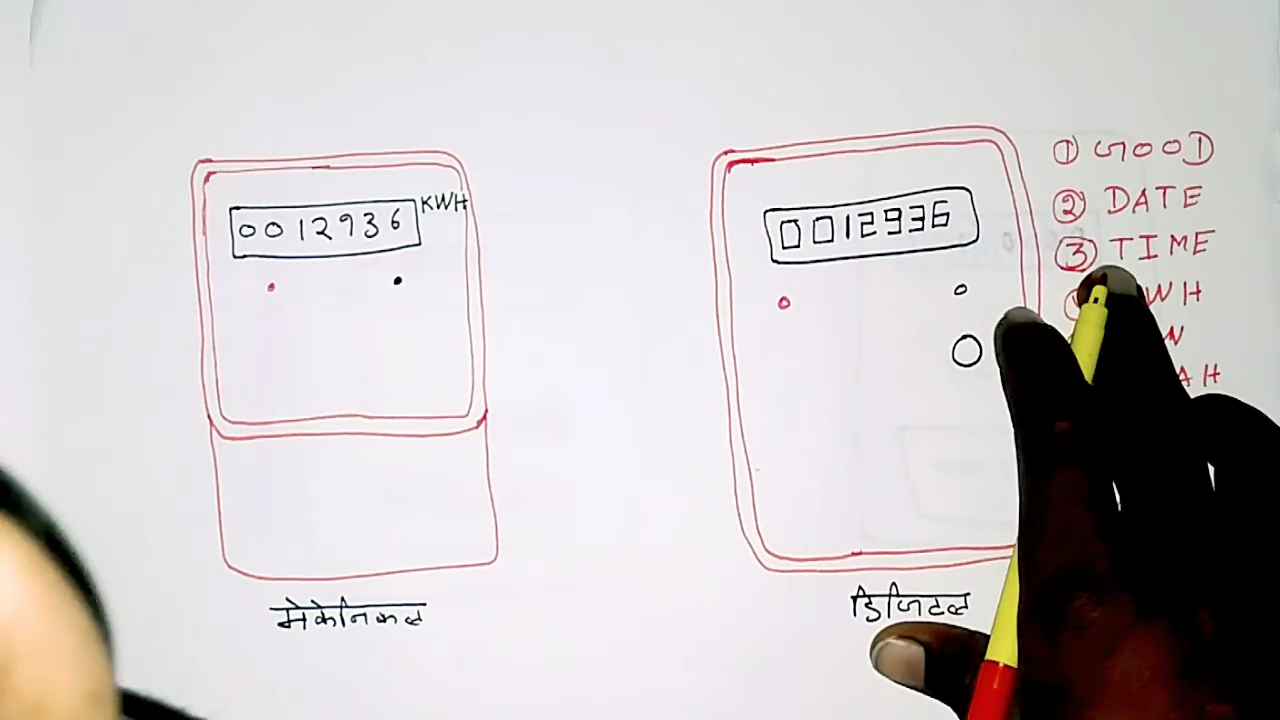 0012936 KWH
मेकेनिकल
0012936
डिजिटल
① GOOD
② DATE
③ TIME